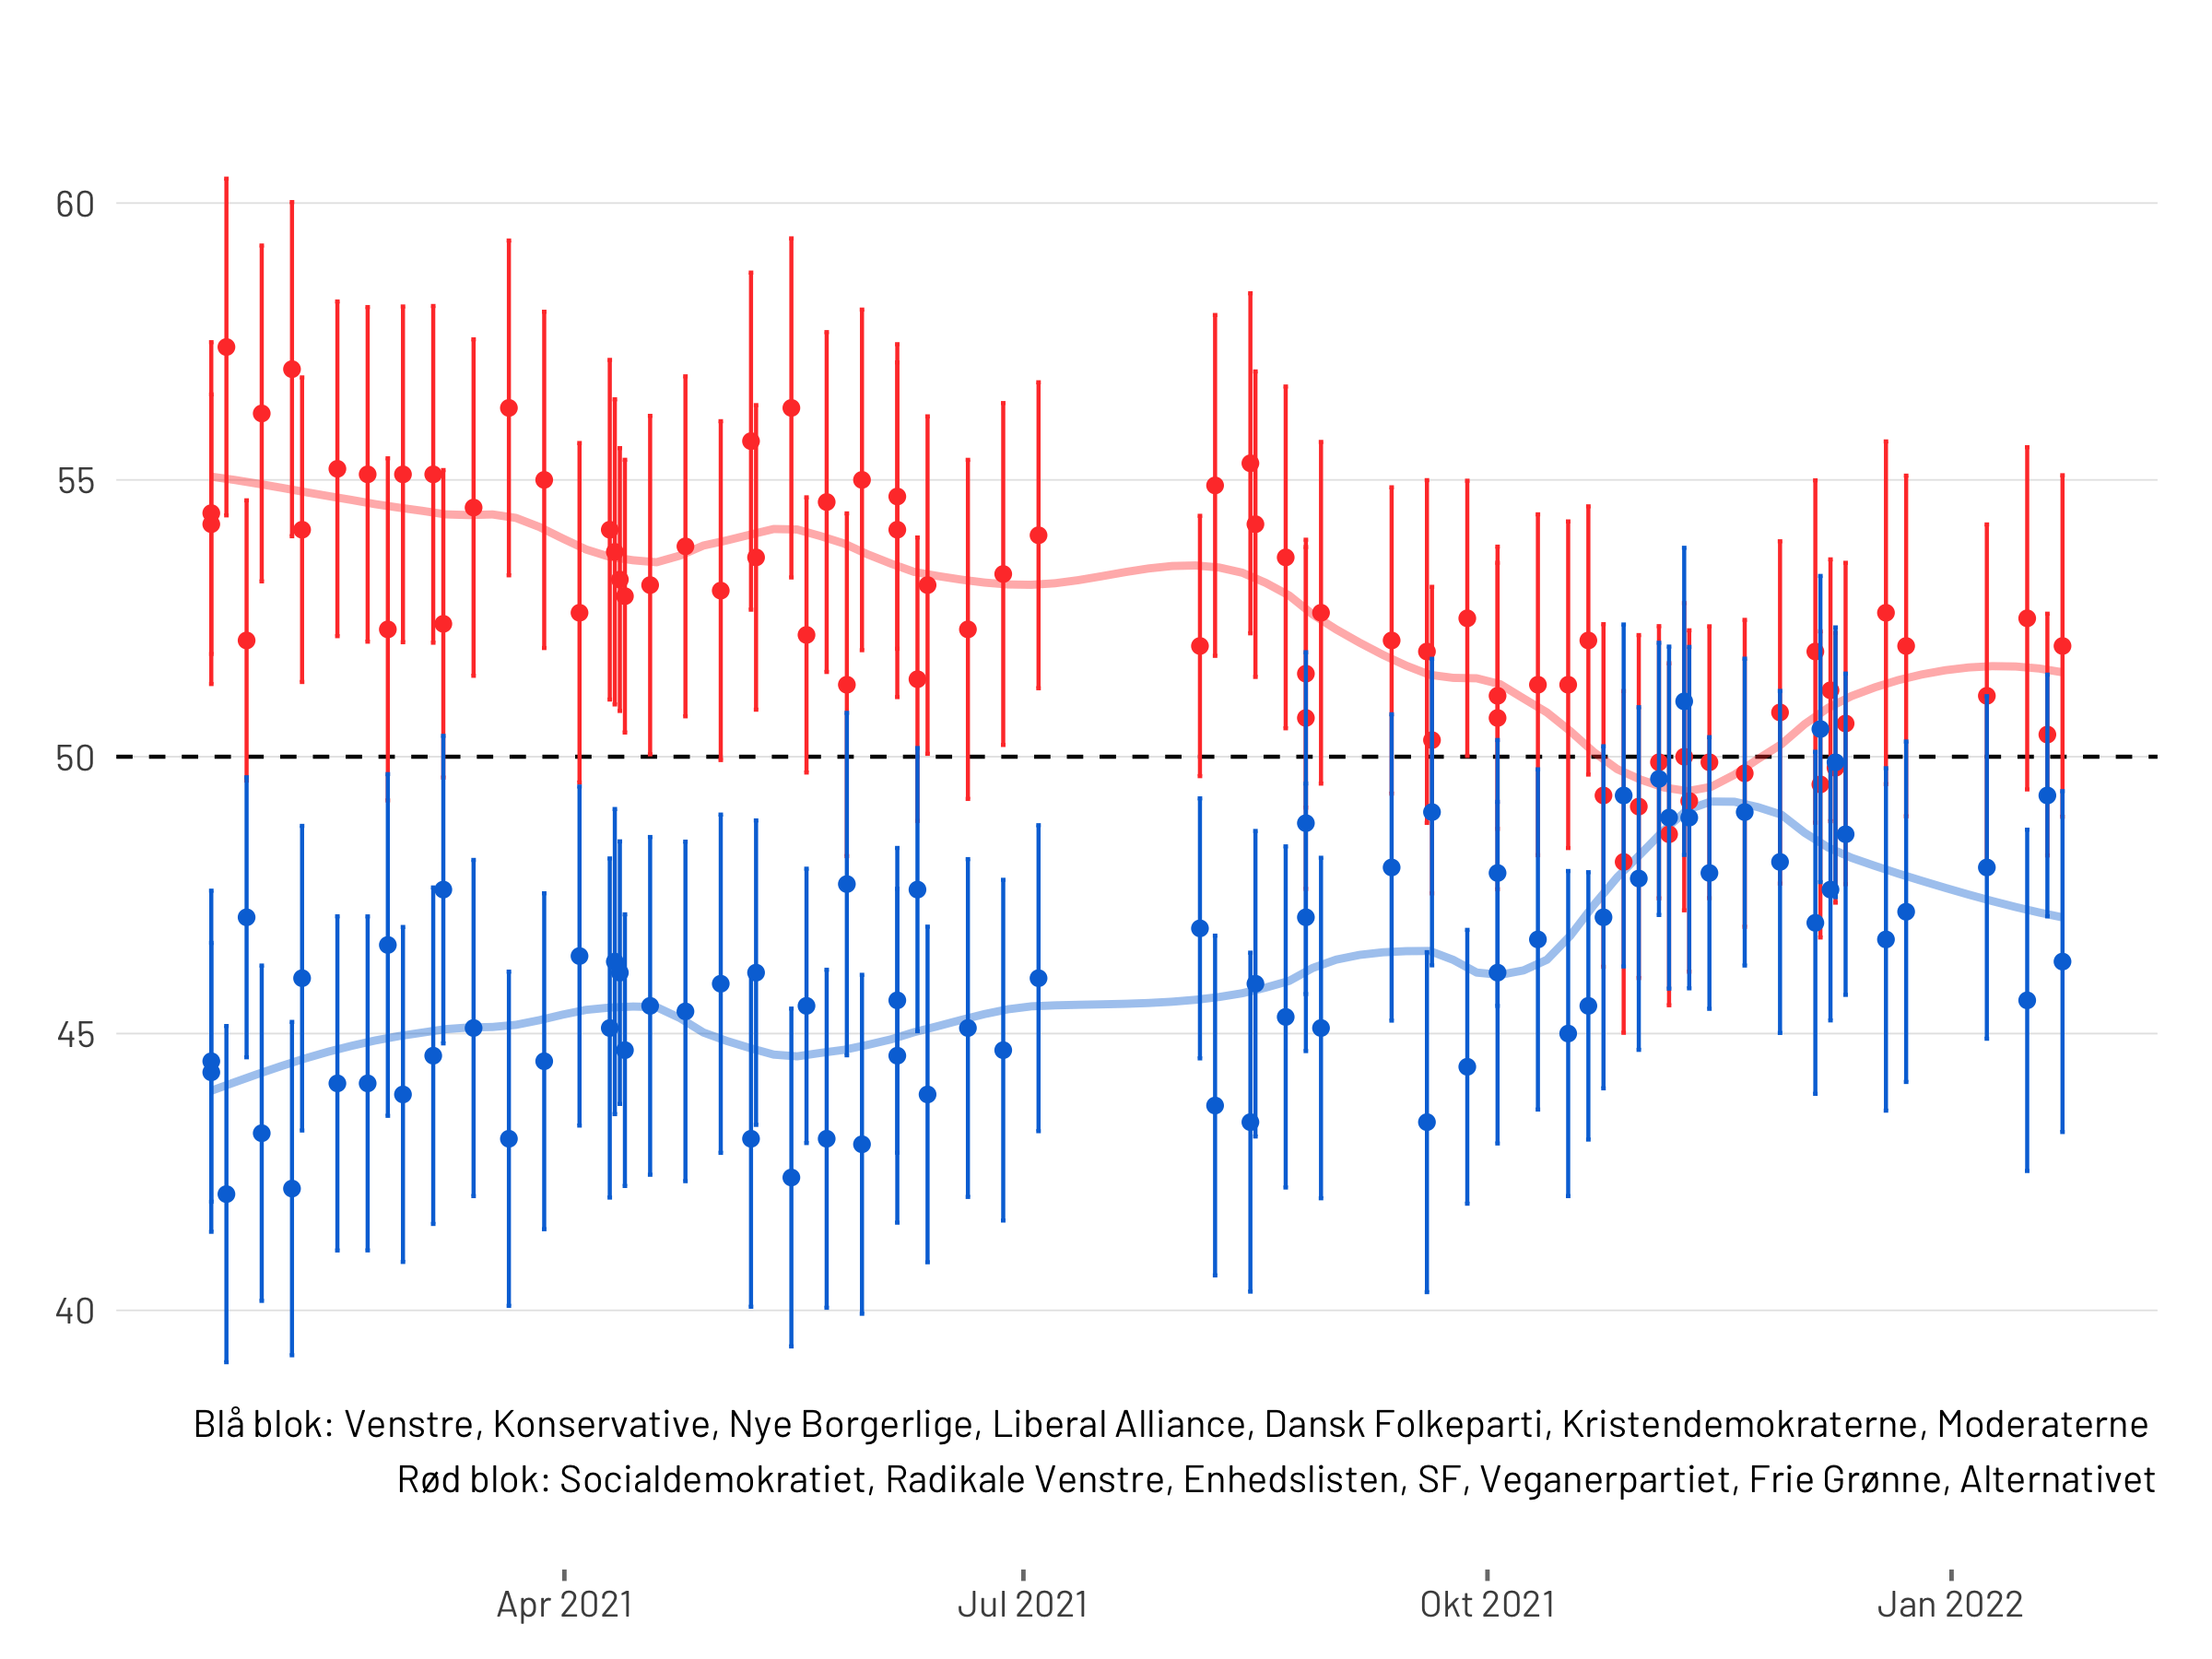 60
55
50
45
40
Blå blok: Venstre, Konservative, Nye Borgerlige, Liberal Alliance, Dansk Folkeparti, Kristendemokraterne, Moderaterne
Rød blok: Socialdemokratiet, Radikale Venstre, Enhedslisten, SF, Veganerpartiet, Frie Grønne, Alternativet
Apr 2021 Jul 2021 Okt 2021 Jan 2022